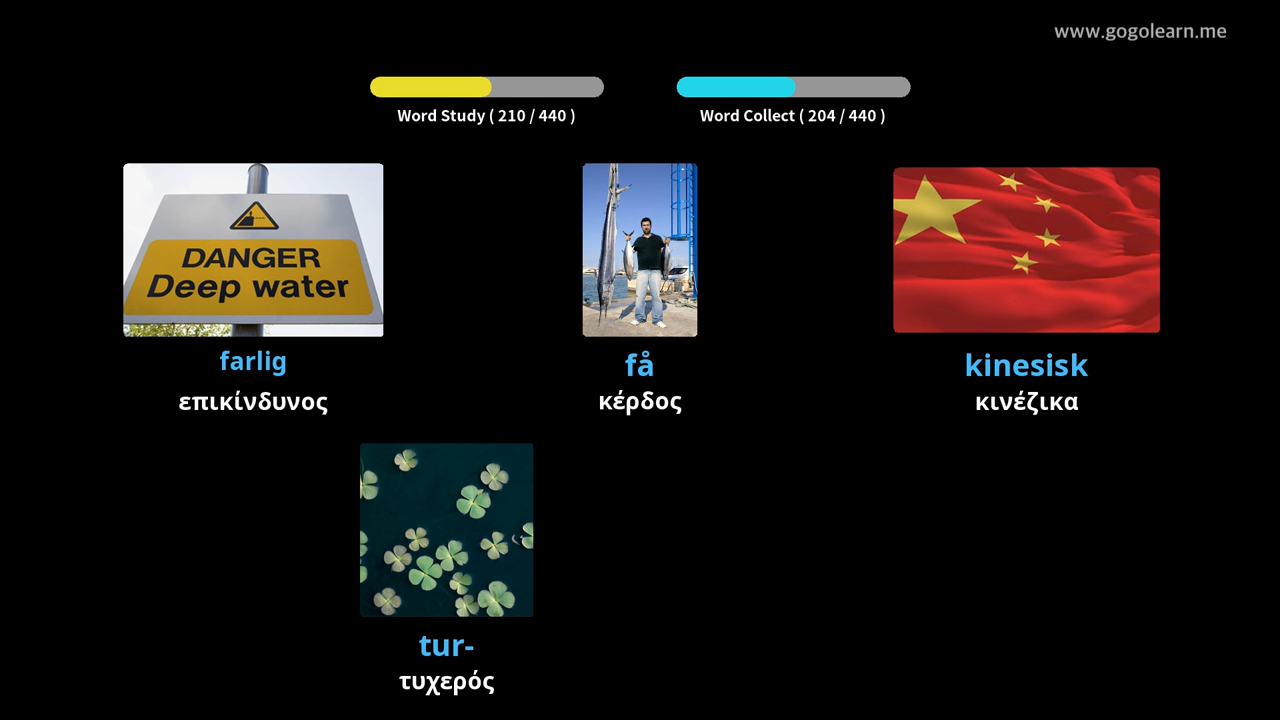 www.gogolearn.me
Word Study ( 210 / 440 )
Word Collect ( 204 / 440 )
DANGER
Deep water
farlig
επικίνδυνος
få
κέρδος
kinesisk
κινέζικα
tur-
τυχερός